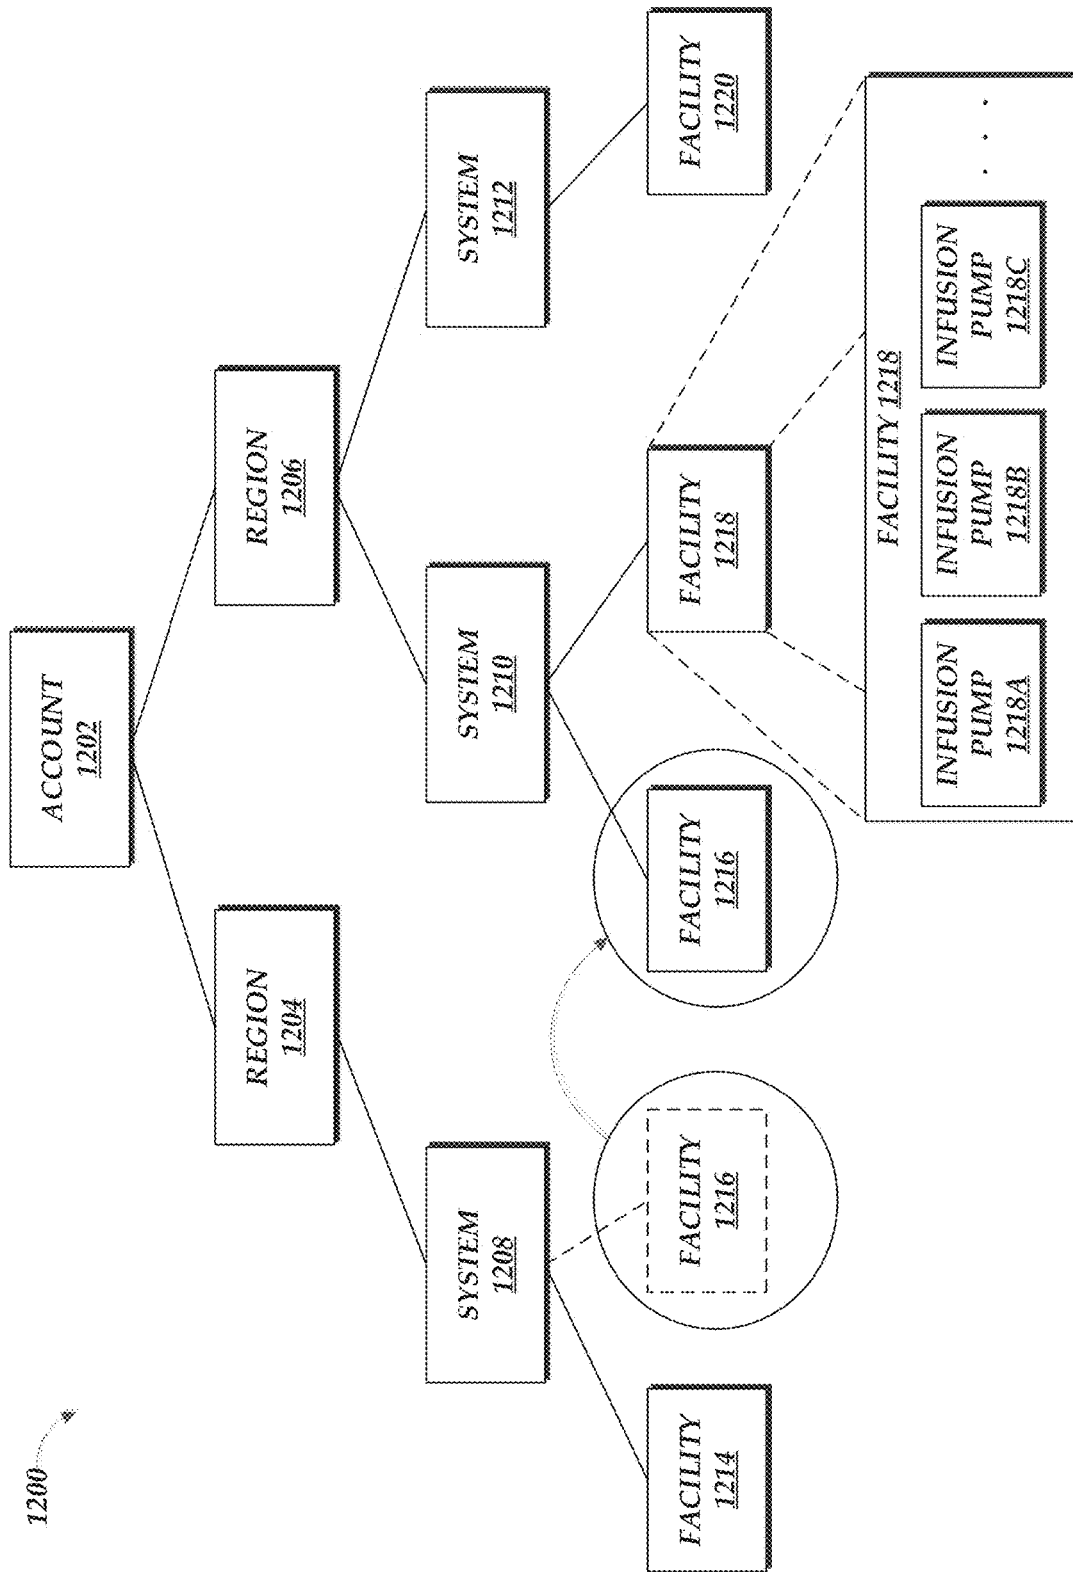 1200
ACCOUNT
1202
REGION
1204
REGION
1206
SYSTEM
1208
SYSTEM
1210
SYSTEM
1212
FACILITY
1214
FACILITY
1216
FACILITY
1216
FACILITY
1218
FACILITY
1220
FACILITY 1218
INFUSION
PUMP
1218A
INFUSION
PUMP
1218B
INFUSION
PUMP
1218C
. . .